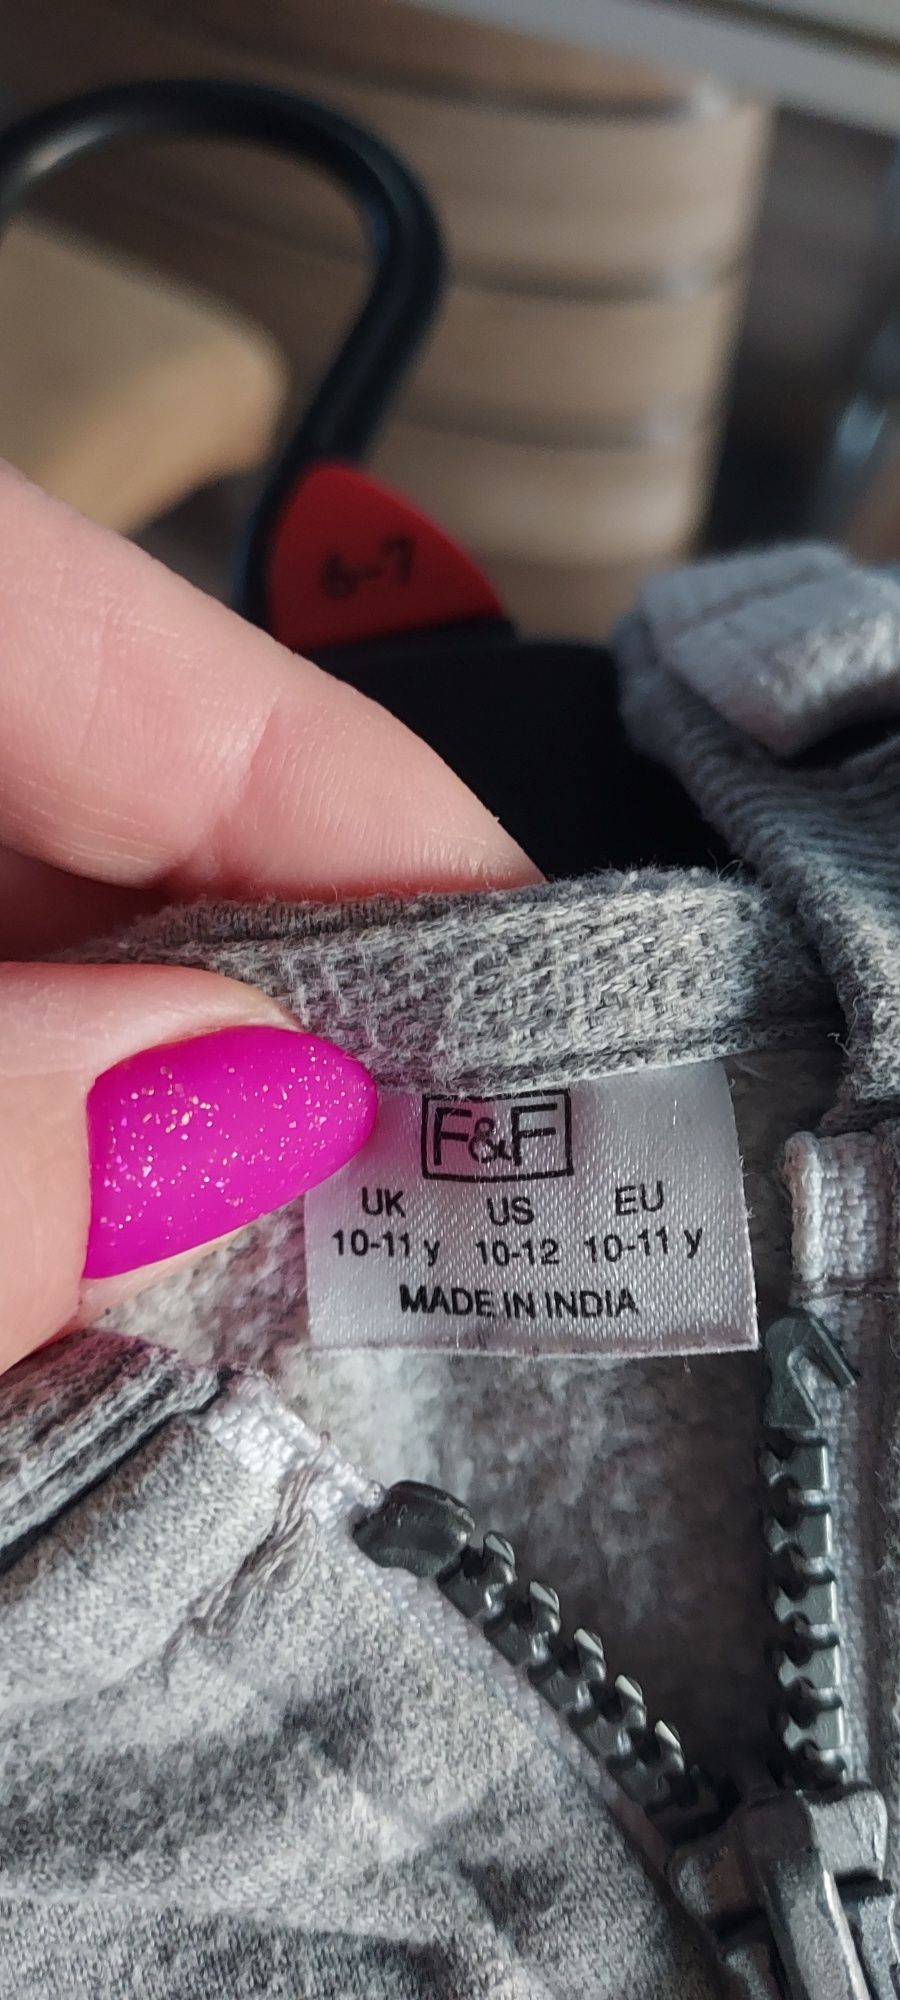 6-7
F&F
UK US EU
10-11 y 10-12 10-11 y
MADE IN INDIA